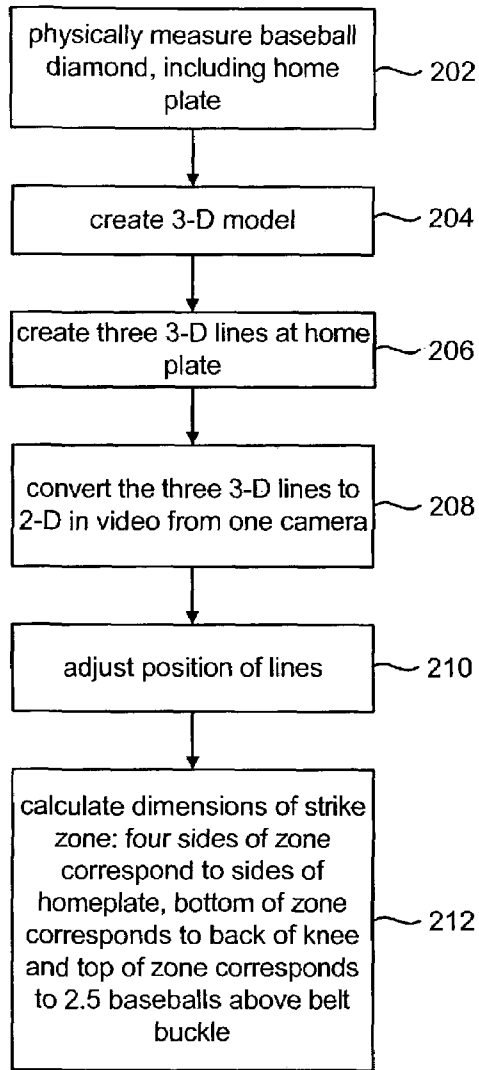 physically measure baseball
diamond, including home
plate
202
create 3-D model
204
create three 3-D lines at home
plate
206
convert the three 3-D lines to
2-D in video from one camera
208
adjust position of lines
210
calculate dimensions of strike
zone: four sides of zone
correspond to sides of
homeplate, bottom of zone
corresponds to back of knee
and top of zone corresponds
to 2.5 baseballs above belt
buckle
212